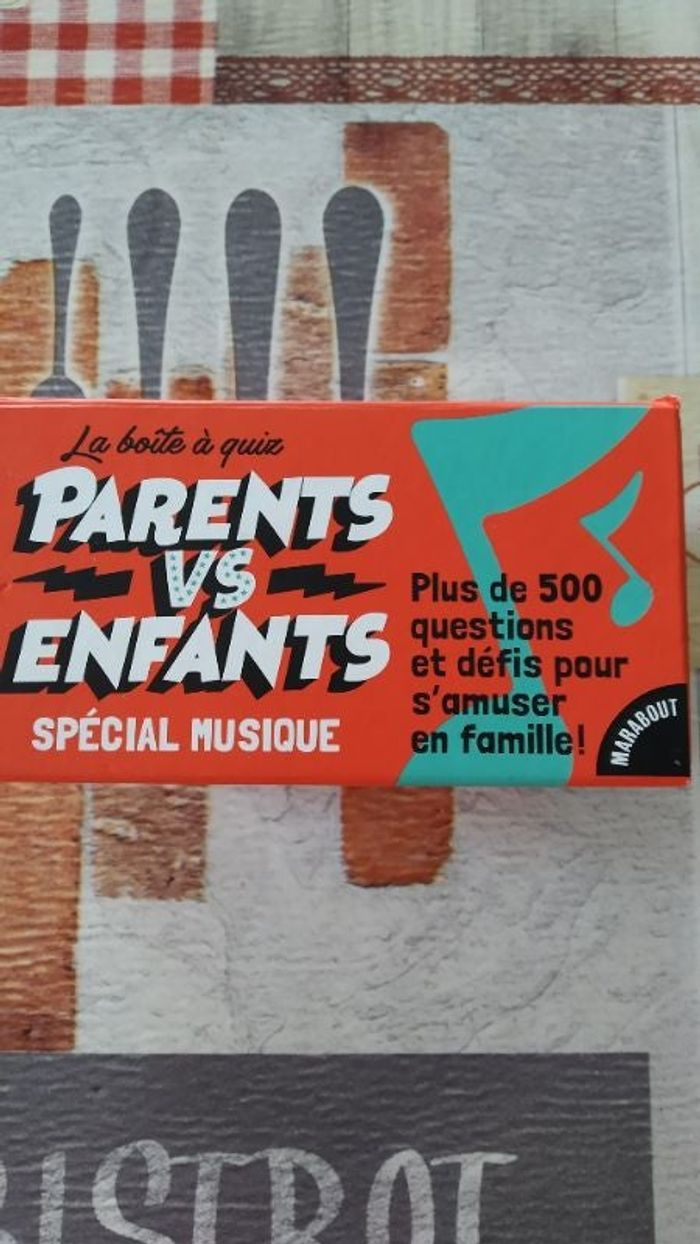 La boîte à quiz
PARENTS
VS
ENFANTS
SPÉCIAL MUSIQUE
Plus de 500
questions
et défis pour
s'amuser
en famille!
MARABOUT
BISTROT